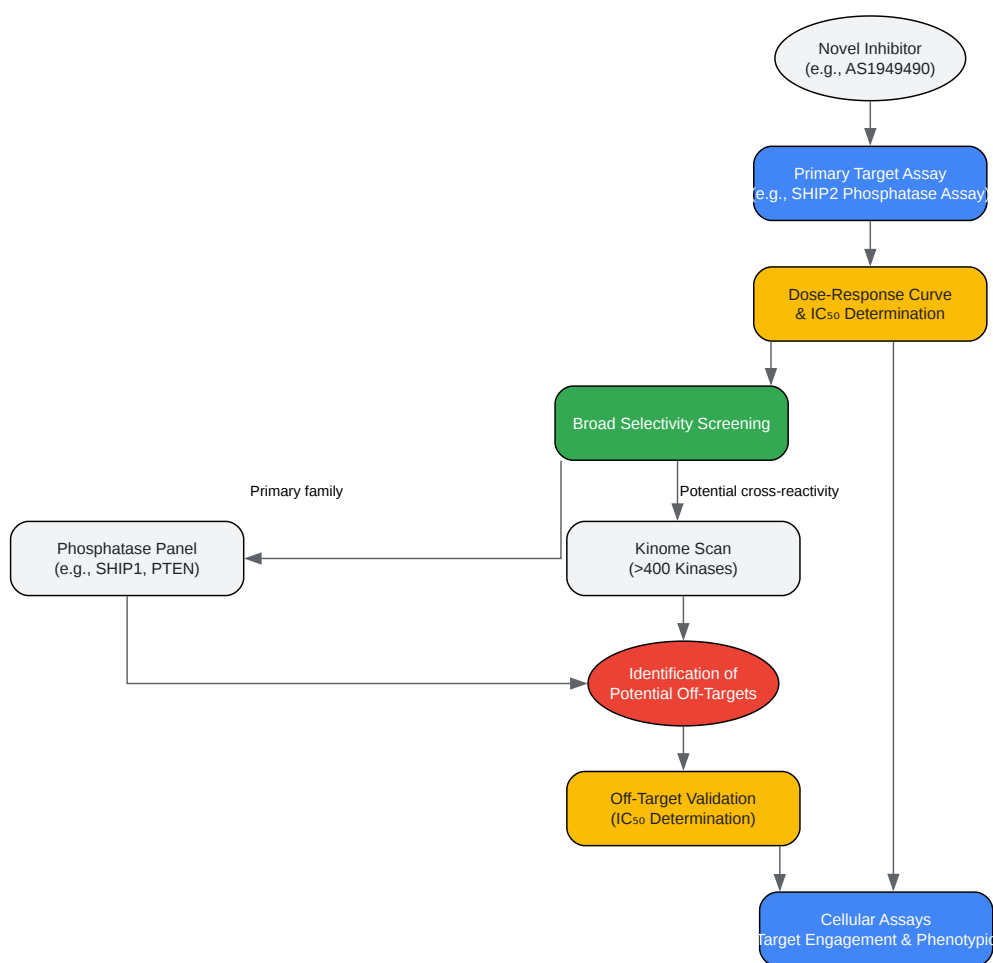 Novel Inhibitor
(e.g., AS1949490)
Primary Target Assay
(e.g., SHIP2 Phosphatase Assay)
Dose-Response Curve
& IC₅₀ Determination
Broad Selectivity Screening
Primary family
Potential cross-reactivity
Phosphatase Panel
(e.g., SHIP1, PTEN)
Kinome Scan
(>400 Kinases)
Identification of
Potential Off-Targets
Off-Target Validation
(IC₅₀ Determination)
Cellular Assays
Target Engagement & Phenotypic